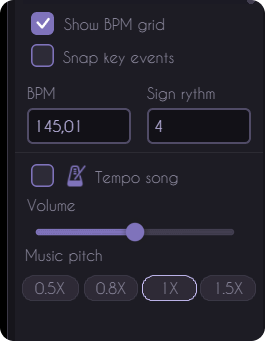 Show BPM grid
Snap key events
BPM Sign rythm
145,01 4
Tempo song
Volume
Music pitch
0.5X 0.8X 1X 1.5X